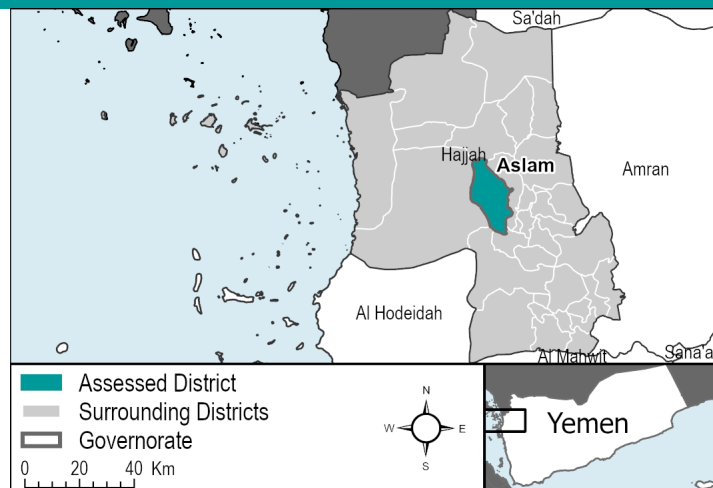 Sa'dah
Hajjah
Aslam
Amran
Al Hodeidah
Al Mahwit
Sana'a
Assessed District
Surrounding Districts
Governorate
0 20 40 Km
N
W E
S
Yemen